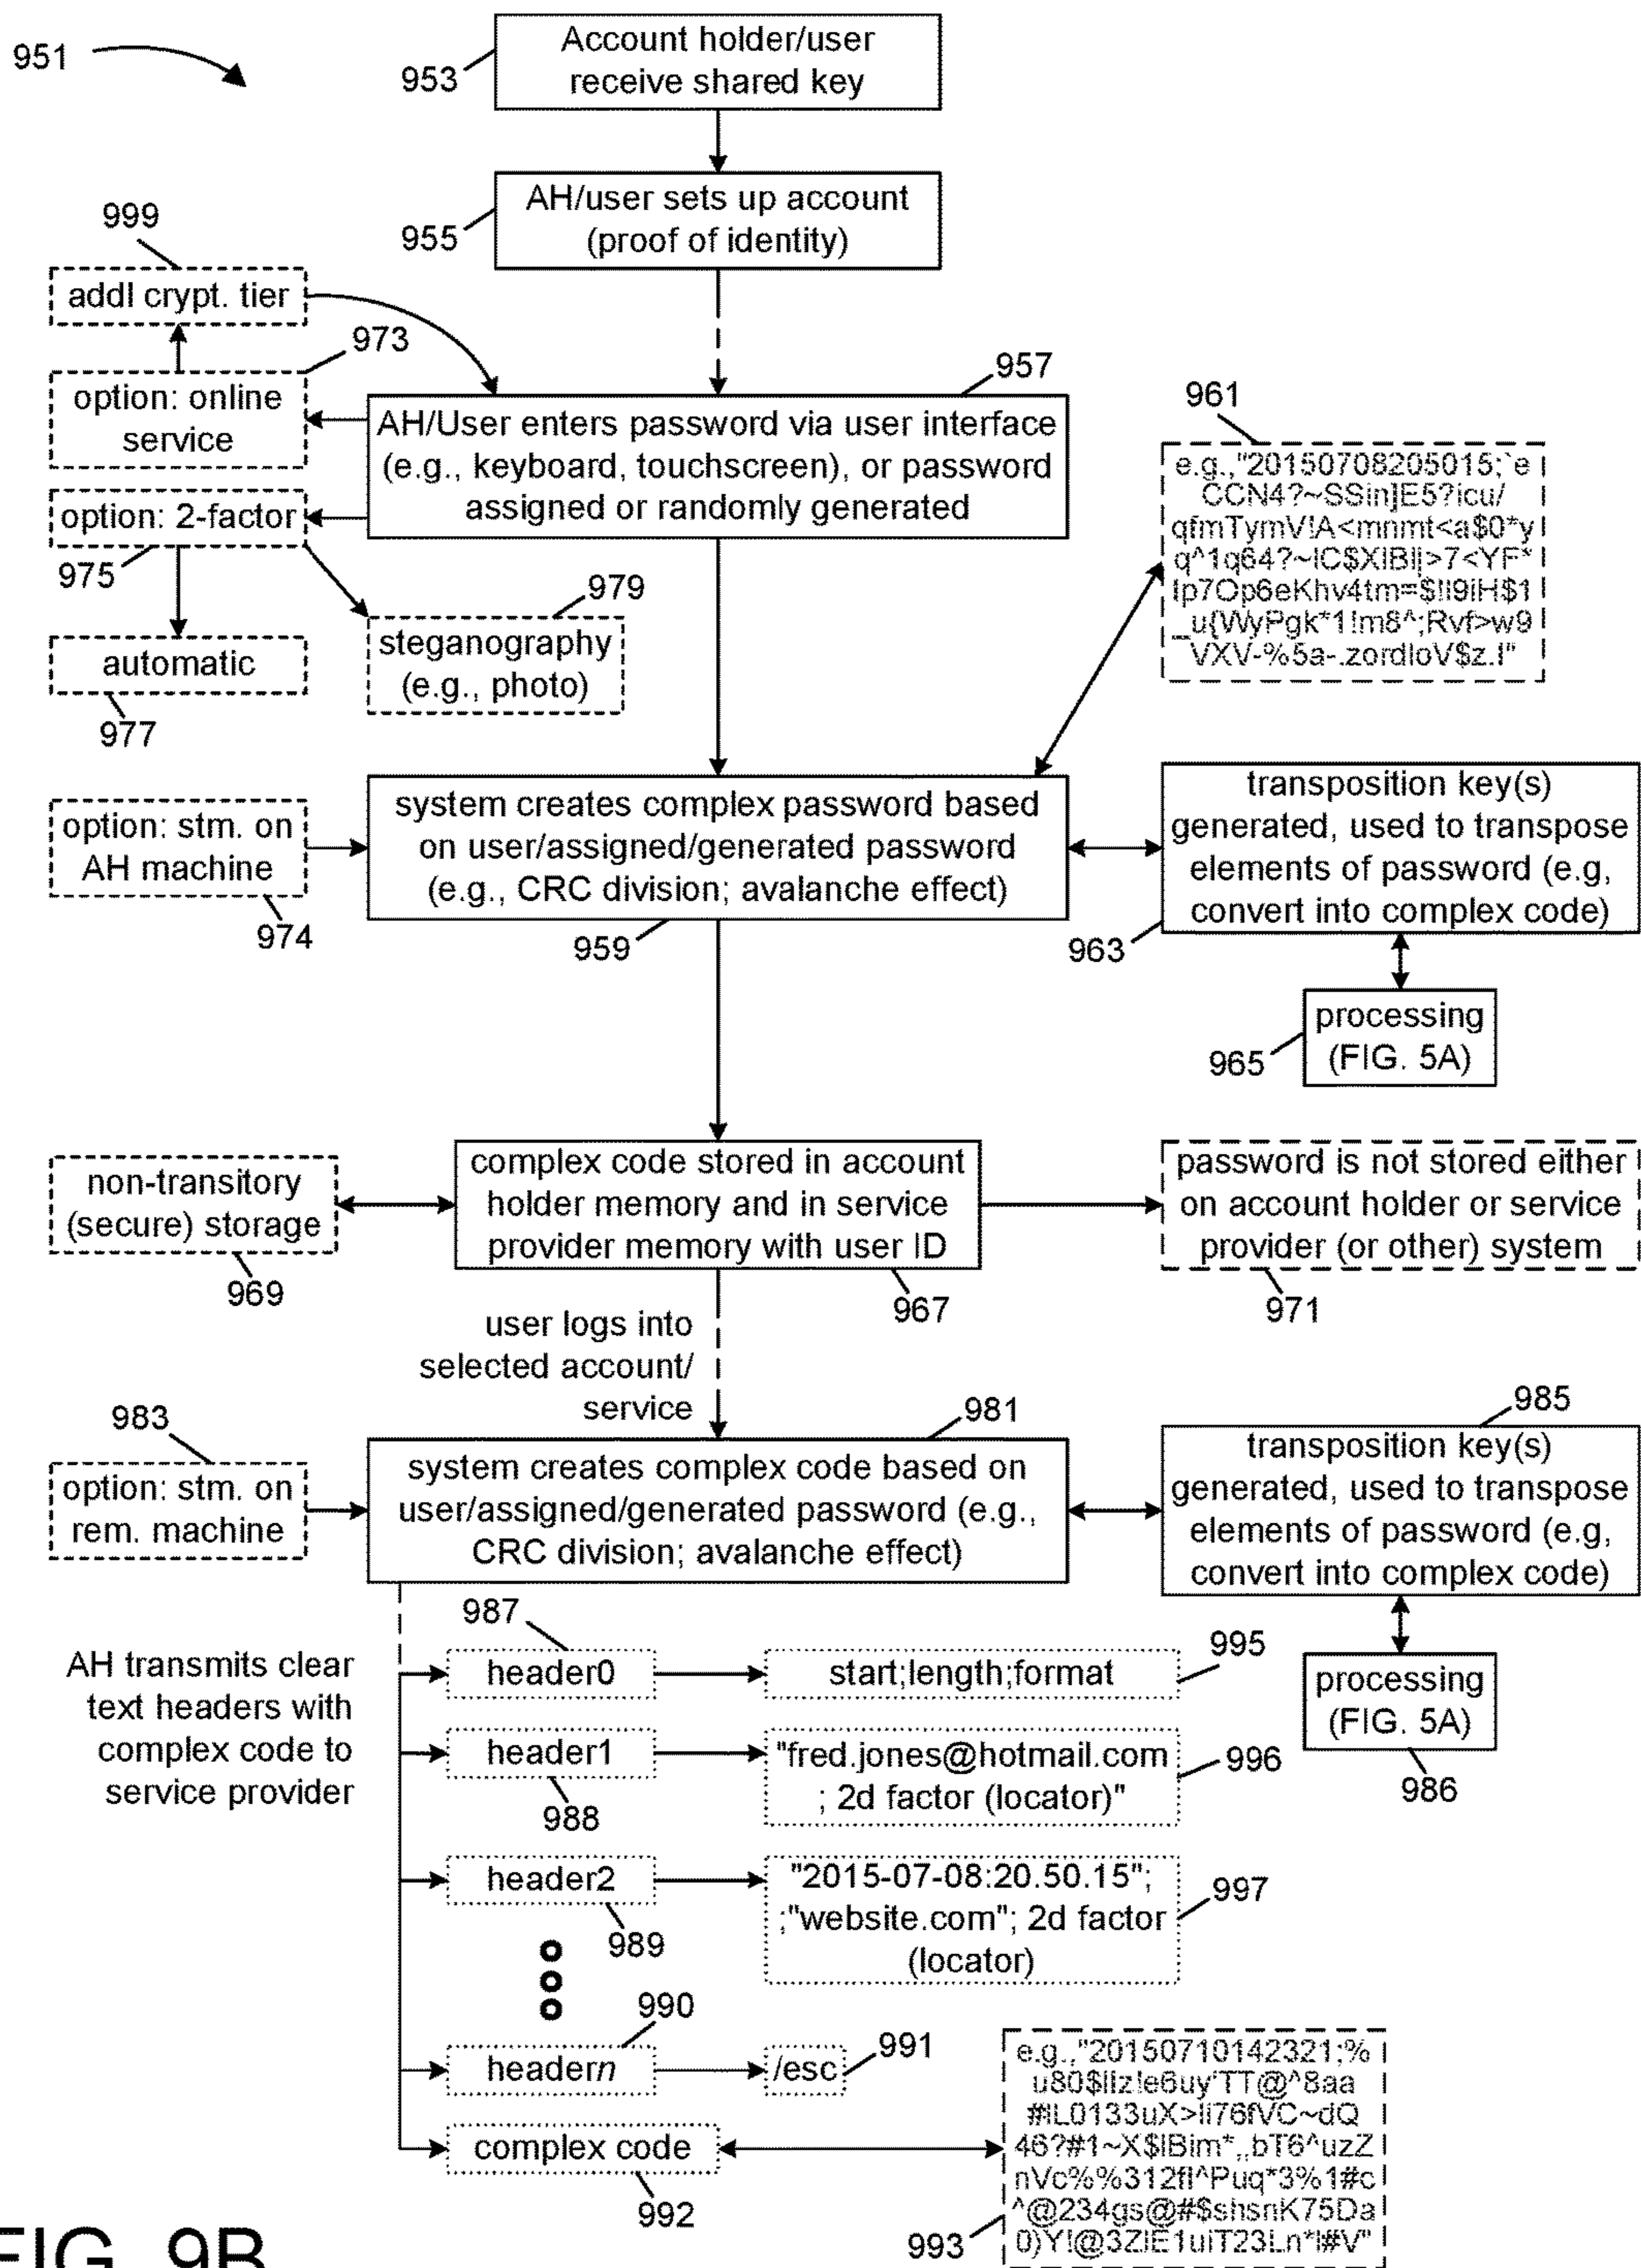 951
953
Account holder/user
receive shared key
955
AH/user sets up account
(proof of identity)
999
addl crypt. tier
973
option: online
service
957
AH/User enters password via user interface
(e.g., keyboard, touchscreen), or password
assigned or randomly generated
option: 2-factor
975
automatic
977
979
steganography
(e.g., photo)
961
e.g.,"20150708205015;`e
option: stm. on
AH machine
974
system creates complex password based
on user/assigned/generated password
(e.g., CRC division; avalanche effect)
959
transposition key(s)
generated, used to transpose
elements of password (e.g,
convert into complex code)
963
965
processing
(FIG. 5A)
non-transitory
(secure) storage
969
complex code stored in account
holder memory and in service
provider memory with user ID
967
password is not stored either
on account holder or service
provider (or other) system
971
user logs into
selected account/
service
983
option: stm. on
rem. machine
981
system creates complex code based on
user/assigned/generated password (e.g.,
CRC division; avalanche effect)
985
transposition key(s)
generated, used to transpose
elements of password (e.g,
convert into complex code)
processing
(FIG. 5A)
986
AH transmits clear
text headers with
complex code to
service provider
987
header0
start;length;format
995
header1
988
"fred.jones@hotmail.com
; 2d factor (locator)"
996
header2
989
"2015-07-08:20.50.15";
;"website.com"; 2d factor
(locator)
997
990
headern
/esc
991
complex code
992
e.g.,"20150710142321;%
993
FIG. 9B